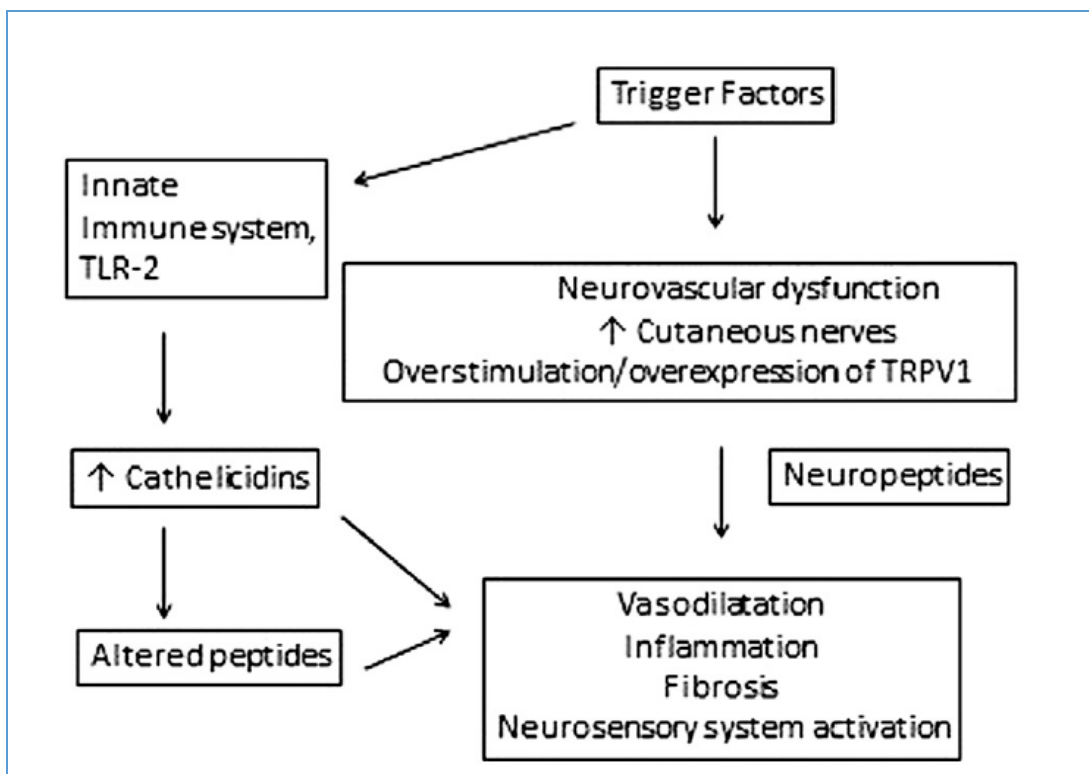 Trigger Factors
Innate
Immune system,
TLR-2
Neurovascular dysfunction
↑ Cutaneous nerves
Overstimulation/overexpression of TRPV1
↑ Cathelicidins
Neuropeptides
Altered peptides
Vasodilatation
Inflammation
Fibrosis
Neurosensory system activation